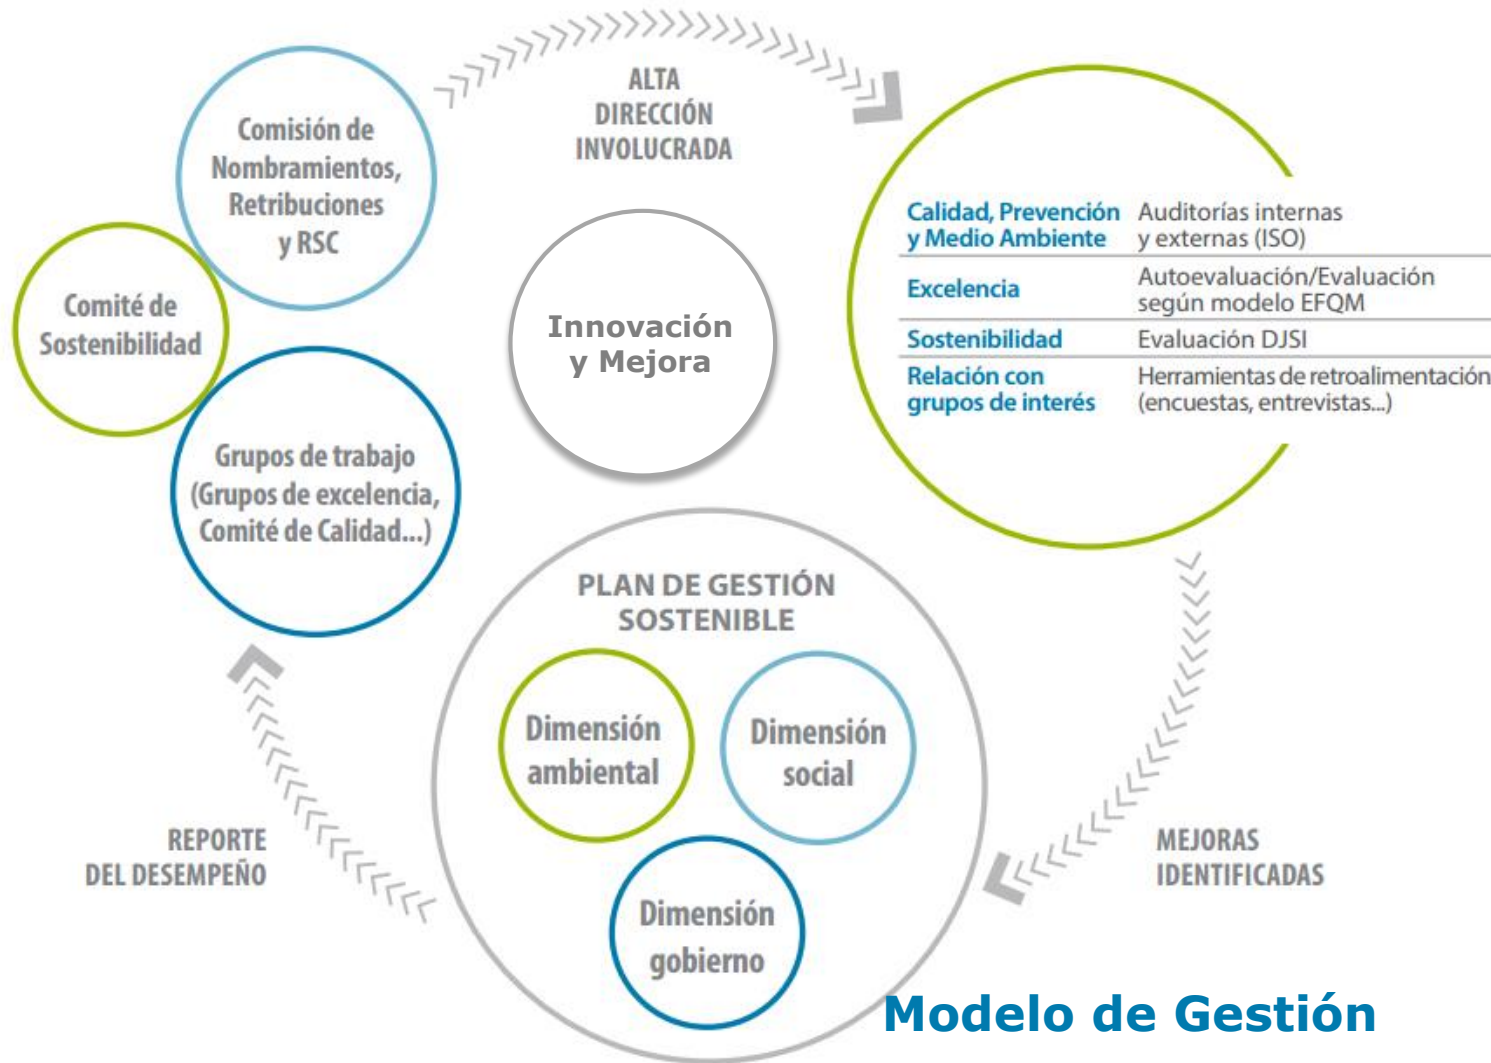 ALTA
DIRECCIÓN
INVOLUCRADA
Comisión de
Nombramientos,
Retribuciones
y RSC
Comité de
Sostenibilidad
Grupos de trabajo
(Grupos de excelencia,
Comité de Calidad...)
Innovación
y Mejora
Calidad, Prevención
y Medio Ambiente
Auditorías internas
y externas (ISO)
Excelencia
Autoevaluación/Evaluación
según modelo EFQM
Sostenibilidad
Evaluación DJSI
Relación con
grupos de interés
Herramientas de retroalimentación
(encuestas, entrevistas...)
PLAN DE GESTIÓN
SOSTENIBLE
Dimensión
ambiental
Dimensión
social
Dimensión
gobierno
REPORTE
DEL DESEMPEÑO
MEJORAS
IDENTIFICADAS
Modelo de Gestión